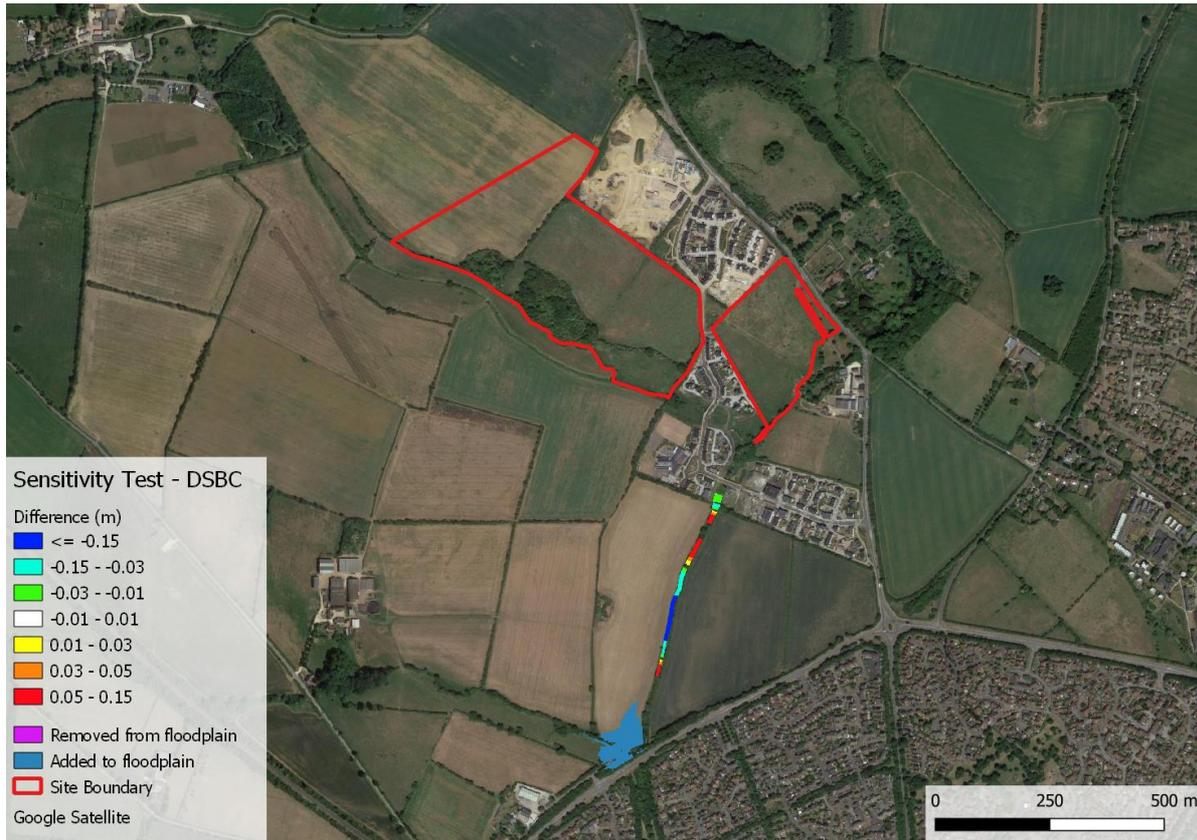 Sensitivity Test - DSBC
Difference (m)
<= -0.15
-0.15 - -0.03
-0.03 - -0.01
-0.01 - 0.01
0.01 - 0.03
0.03 - 0.05
0.05 - 0.15
Removed from floodplain
Added to floodplain
Site Boundary
Google Satellite
0 250 500 m